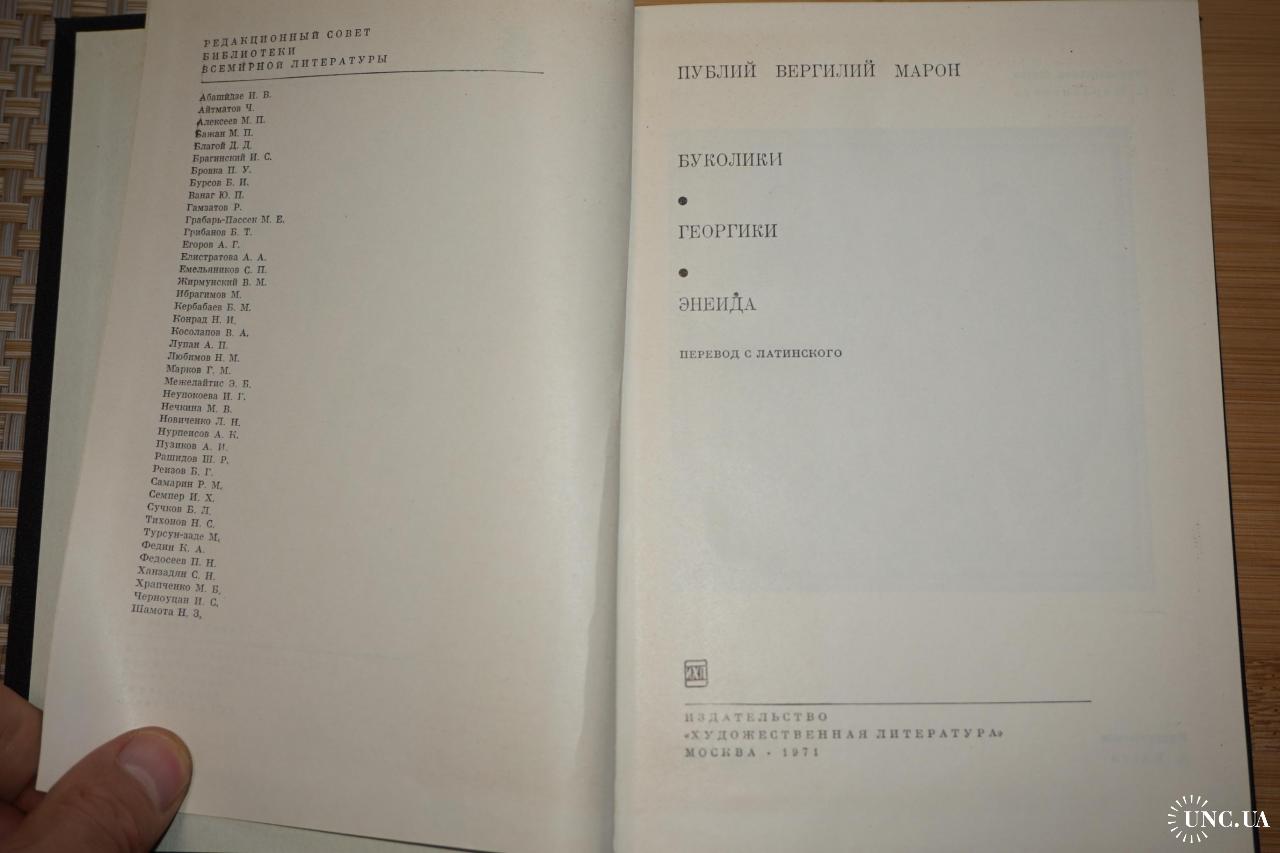 РЕДАКЦИОННЫЙ СОВЕТ
БИБЛИОТЕКИ
ВСЕМИРНОЙ ЛИТЕРАТУРЫ
Абашидзе И. В.
Айтматов Ч.
Алексеев М. П.
Бажан М. П.
Благой Д. Д.
Брагинский И. С.
Бровка П. У.
Бурсов Б. И.
Ванаг Ю. П.
Гамзатов Р.
Грабарь-Пассек М. Е.
Грибанов Б. Т.
Егоров А. Г.
Елистратова А. А.
Емельяников С. П.
Жирмунский В. М.
Ибрагимов М.
Кербабаев Б. М.
Конрад Н. И.
Косолапов В. А.
Лупан А. П.
Любимов Н. М.
Марков Г. М.
Межелайтис Э. Б.
Неупокоева И. Г.
Нечкина М. В.
Новиченко Л. Н.
Нурпеисов А. К.
Пузиков А. И.
Рашидов Ш. Р.
Реизов Б. Г.
Самарин Р. М.
Семпер И. Х.
Сучков Б. Л.
Тихонов Н. С.
Турсун-заде М.
Федин К. А.
Федосеев П. Н.
Ханзадян С. Н.
Храпченко М. Б.
Черноуцан И. С.
Шамота Н. З.
ПУБЛИЙ ВЕРГИЛИЙ МАРОН
БУКОЛИКИ
•
ГЕОРГИКИ
•
ЭНЕИДА
ПЕРЕВОД С ЛАТИНСКОГО
ИХЛ
ИЗДАТЕЛЬСТВО
«ХУДОЖЕСТВЕННАЯ ЛИТЕРАТУРА»
МОСКВА · 1971
UNC.UA